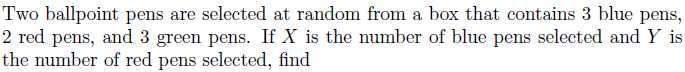 Two ballpoint pens are selected at random from a box that contains 3 blue pens,
2 red pens, and 3 green pens. If X is the number of blue pens selected and Y is
the number of red pens selected, find